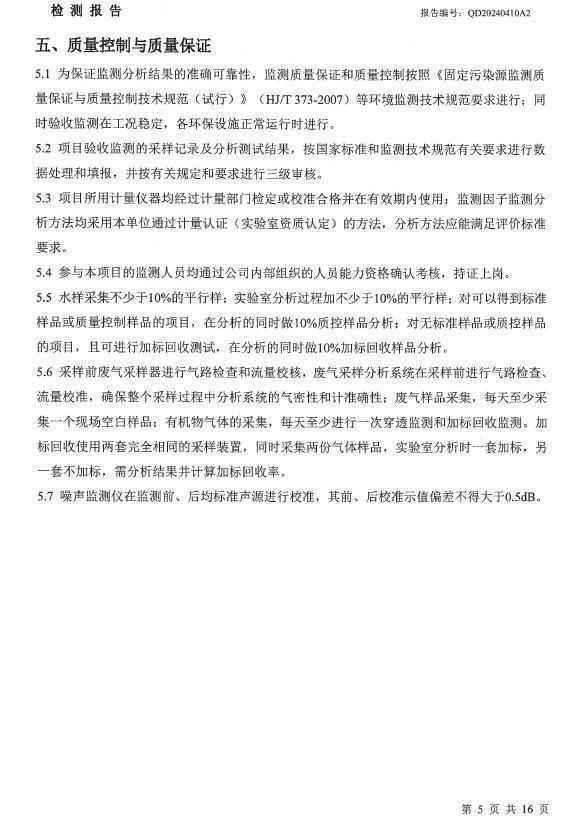 检测报告
报告编号：QD20240410A2
五、质量控制与质量保证
5.1 为保证监测分析结果的准确可靠性，监测质量保证和质量控制按照《固定污染源监测质
量保证与质量控制技术规范（试行）》（HJ/T 373-2007）等环境监测技术规范要求进行；同
时验收监测在工况稳定，各环保设施正常运行时进行。
5.2 项目验收监测的采样记录及分析测试结果，按国家标准和监测技术规范有关要求进行数
据处理和填报，并按有关规定和要求进行三级审核。
5.3 项目所用计量仪器均经过计量部门检定或校准合格并在有效期内使用；监测因子监测分
析方法均采用本单位通过计量认证（实验室资质认定）的方法，分析方法应能满足评价标准
要求。
5.4 参与本项目的监测人员均通过公司内部组织的人员能力资格确认考核，持证上岗。
5.5 水样采集不少于10%的平行样；实验室分析过程加不少于10%的平行样；对可以得到标准
样品或质量控制样品的项目，在分析的同时做10%质控样品分析；对无标准样品或质控样品
的项目，且可进行加标回收测试，在分析的同时做10%加标回收样品分析。
5.6 采样前废气采样器进行气路检查和流量校核，废气采样分析系统在采样前进行气路检查、
流量校准，确保整个采样过程中分析系统的气密性和计准确性；废气样品采集，每天至少采
集一个现场空白样品；有机物气体的采集，每天至少进行一次穿透监测和加标回收监测。加
标回收使用两套完全相同的采样装置，同时采集两份气体样品，实验室分析时一套加标，另
一套不加标，需分析结果并计算加标回收率。
5.7 噪声监测仪在监测前、后均标准声源进行校准，其前、后校准示值偏差不得大于0.5dB。
第 5 页 共 16 页